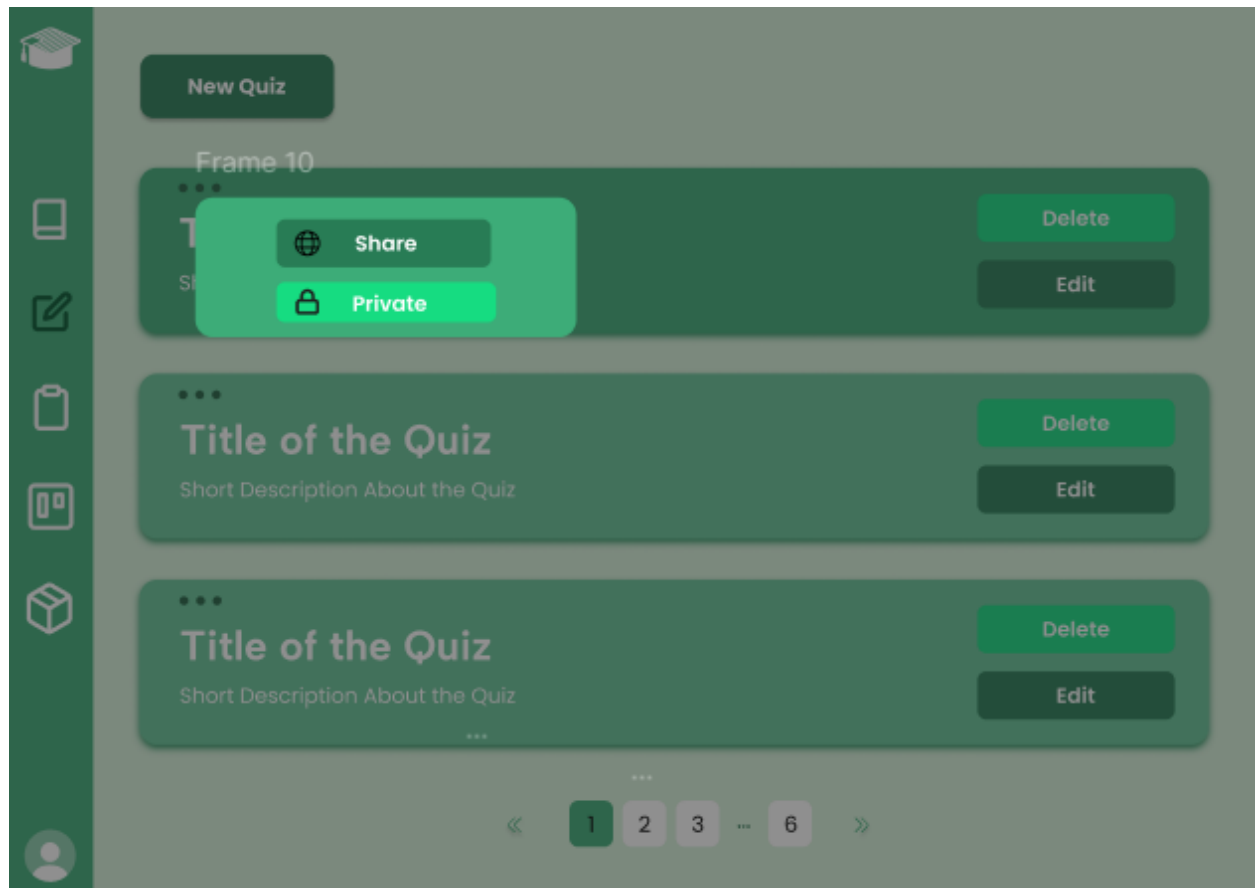 New Quiz
Frame 10
Share
Private
Delete
Edit
Title of the Quiz
Short Description About the Quiz
Delete
Edit
Title of the Quiz
Short Description About the Quiz
Delete
Edit
...
...
« 1 2 3 ... 6 »